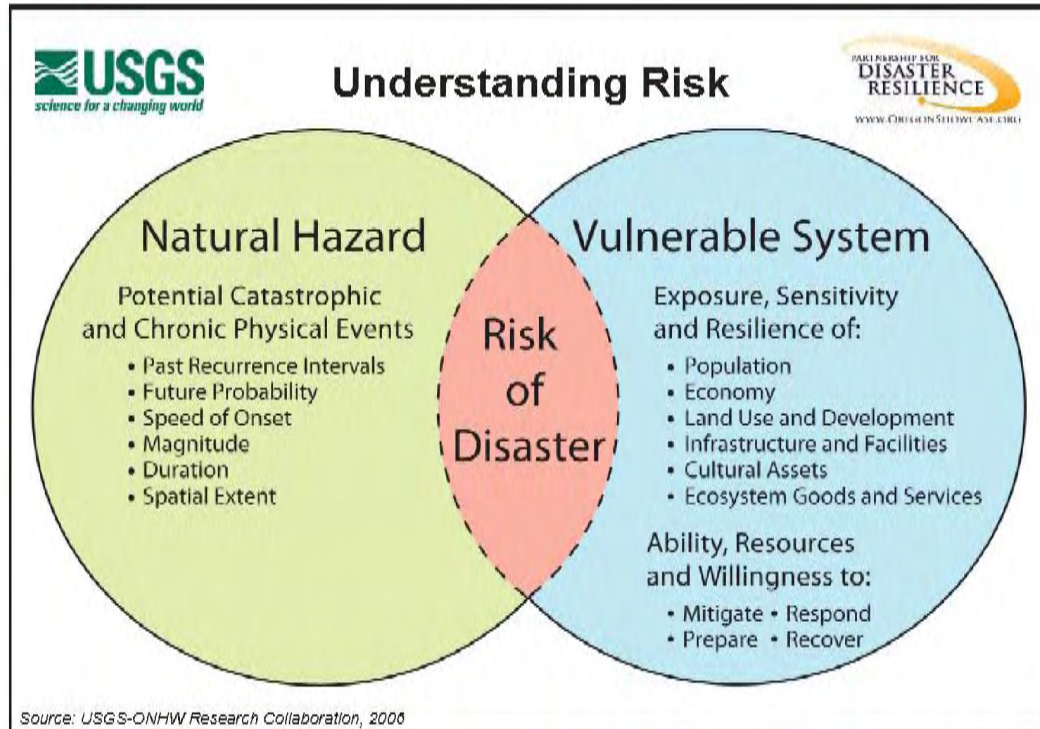 USGS
science for a changing world
Understanding Risk
PARTNERSHIP FOR
DISASTER
RESILIENCE
WWW.OREGONSHOWCASE.ORG
Natural Hazard
Potential Catastrophic
and Chronic Physical Events
• Past Recurrence Intervals
• Future Probability
• Speed of Onset
• Magnitude
• Duration
• Spatial Extent
Risk
of
Disaster
Vulnerable System
Exposure, Sensitivity
and Resilience of:
• Population
• Economy
• Land Use and Development
• Infrastructure and Facilities
• Cultural Assets
• Ecosystem Goods and Services
Ability, Resources
and Willingness to:
• Mitigate • Respond
• Prepare • Recover
Source: USGS-ONHW Research Collaboration, 2006